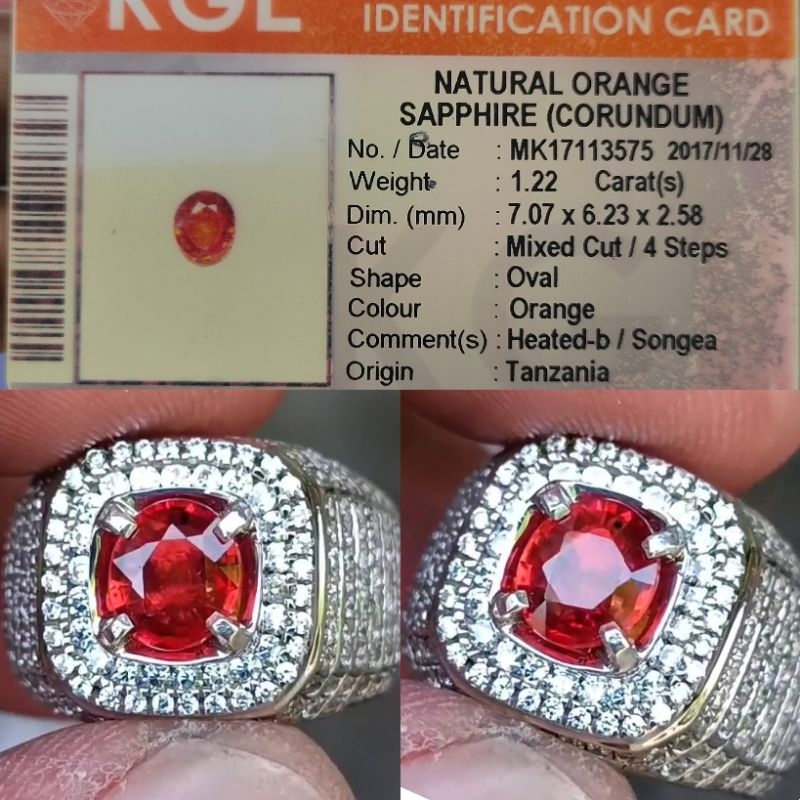 KGL
IDENTIFICATION CARD
NATURAL ORANGE
SAPPHIRE (CORUNDUM)
No. / Date : MK17113575 2017/11/28
Weight : 1.22 Carat(s)
Dim. (mm) : 7.07 x 6.23 x 2.58
Cut : Mixed Cut / 4 Steps
Shape : Oval
Colour : Orange
Comment(s) : Heated-b / Songea
Origin : Tanzania